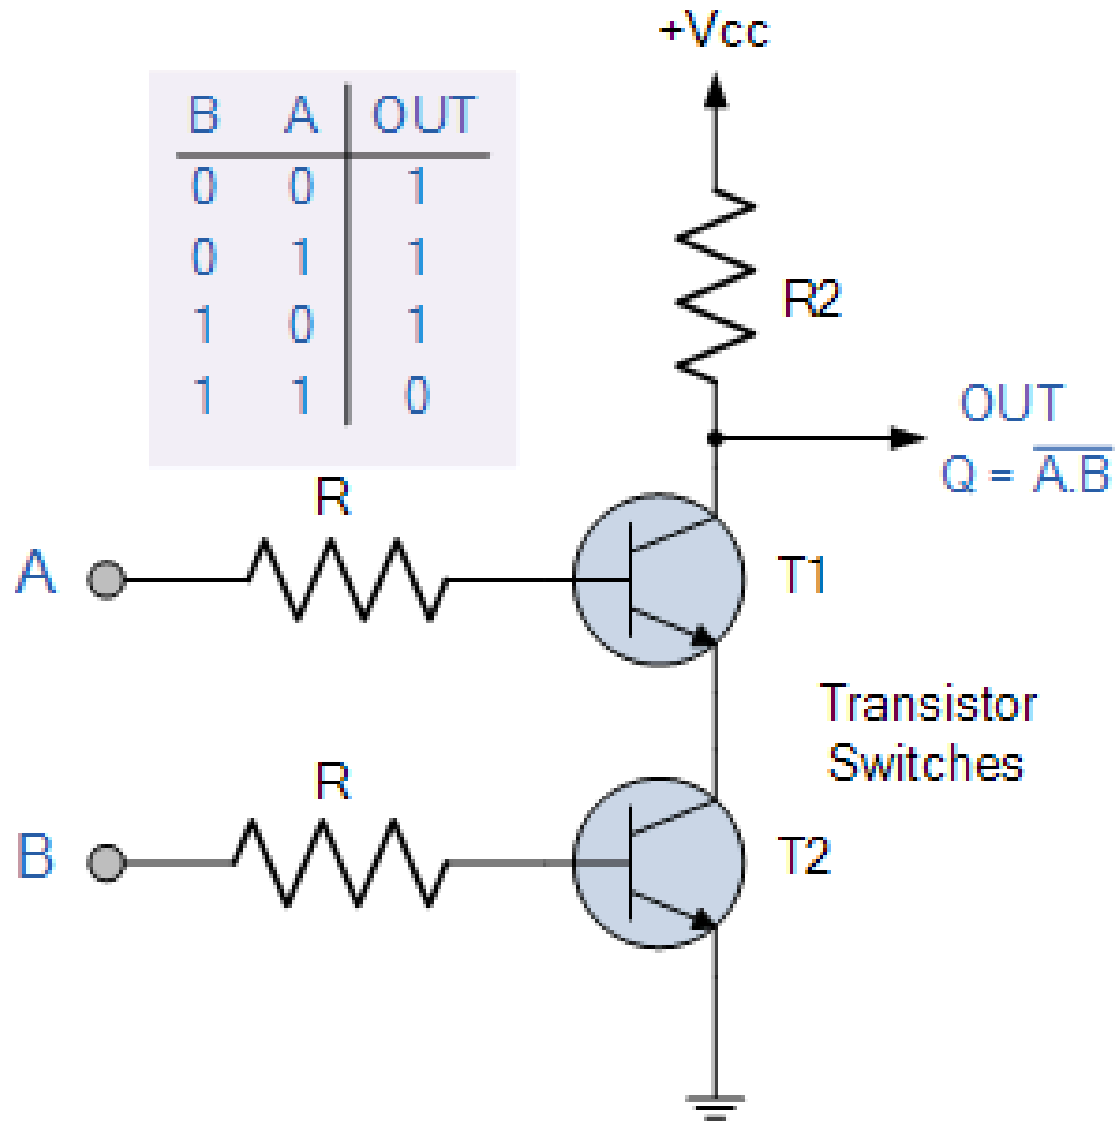 +Vcc
B A OUT
0 0 1
0 1 1
1 0 1
1 1 0
R2
OUT
Q = A̅.̅B̅
R
A
T1
Transistor
Switches
R
B
T2